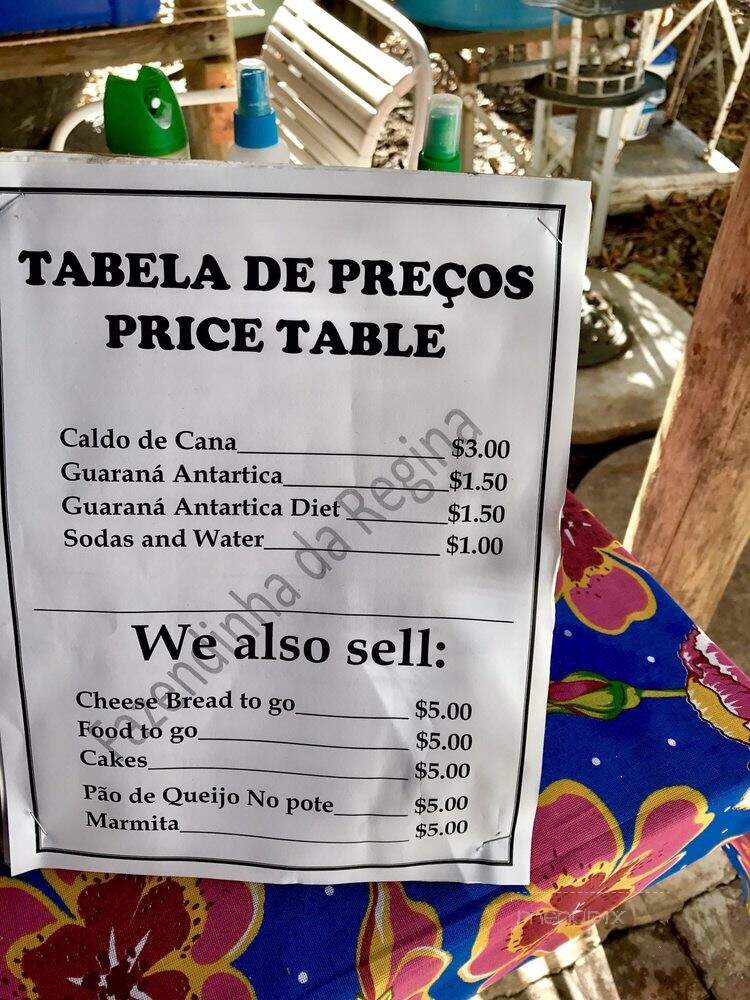 TABELA DE PREÇOS
PRICE TABLE
Caldo de Cana $3.00
Guaraná Antartica $1.50
Guaraná Antartica Diet $1.50
Sodas and Water $1.00
Fazendinha da Regina
We also sell:
Cheese Bread to go $5.00
Food to go $5.00
Cakes $5.00
Pão de Queijo No pote $5.00
Marmita $5.00
menupix